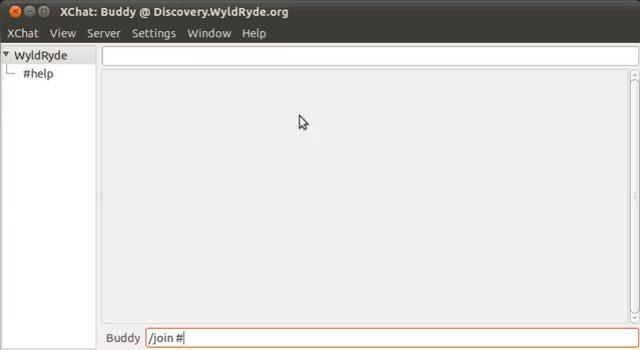 XChat: Buddy @ Discovery.WyldRyde.org
XChat View Server Settings Window Help
WyldRyde
#help
Buddy /join #